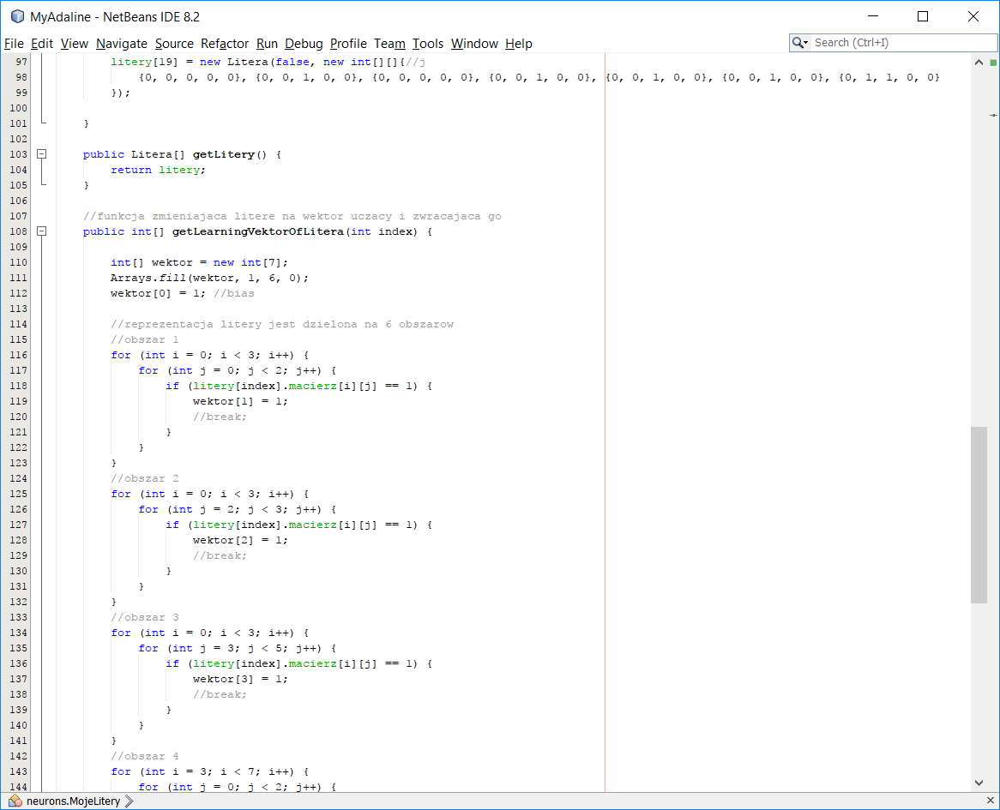 MyAdaline - NetBeans IDE 8.2
File Edit View Navigate Source Refactor Run Debug Profile Team Tools Window Help Search (Ctrl+I)
97 litery[19] = new Litera(false, new int[][]{//j
98 {0, 0, 0, 0, 0}, {0, 0, 1, 0, 0}, {0, 0, 0, 0, 0}, {0, 0, 1, 0, 0}, {0, 0, 1, 0, 0}, {0, 0, 1, 0, 0}, {0, 1, 1, 0, 0}
99 });
100
101 }
102
103 public Litera[] getLitery() {
104 return litery;
105 }
106
107 //funkcja zmieniajaca litere na wektor uczacy i zwracajaca go
108 public int[] getLearningVektorOfLitera(int index) {
109
110 int[] wektor = new int[7];
111 Arrays.fill(wektor, 1, 6, 0);
112 wektor[0] = 1; //bias
113
114 //reprezentacja litery jest dzielona na 6 obszarow
115 //obszar 1
116 for (int i = 0; i < 3; i++) {
117 for (int j = 0; j < 2; j++) {
118 if (litery[index].macierz[i][j] == 1) {
119 wektor[1] = 1;
120 //break;
121 }
122 }
123 }
124 //obszar 2
125 for (int i = 0; i < 3; i++) {
126 for (int j = 2; j < 3; j++) {
127 if (litery[index].macierz[i][j] == 1) {
128 wektor[2] = 1;
129 //break;
130 }
131 }
132 }
133 //obszar 3
134 for (int i = 0; i < 3; i++) {
135 for (int j = 3; j < 5; j++) {
136 if (litery[index].macierz[i][j] == 1) {
137 wektor[3] = 1;
138 //break;
139 }
140 }
141 }
142 //obszar 4
143 for (int i = 3; i < 7; i++) {
144 for (int j = 0; j < 2; j++) {
neurons.MojeLitery